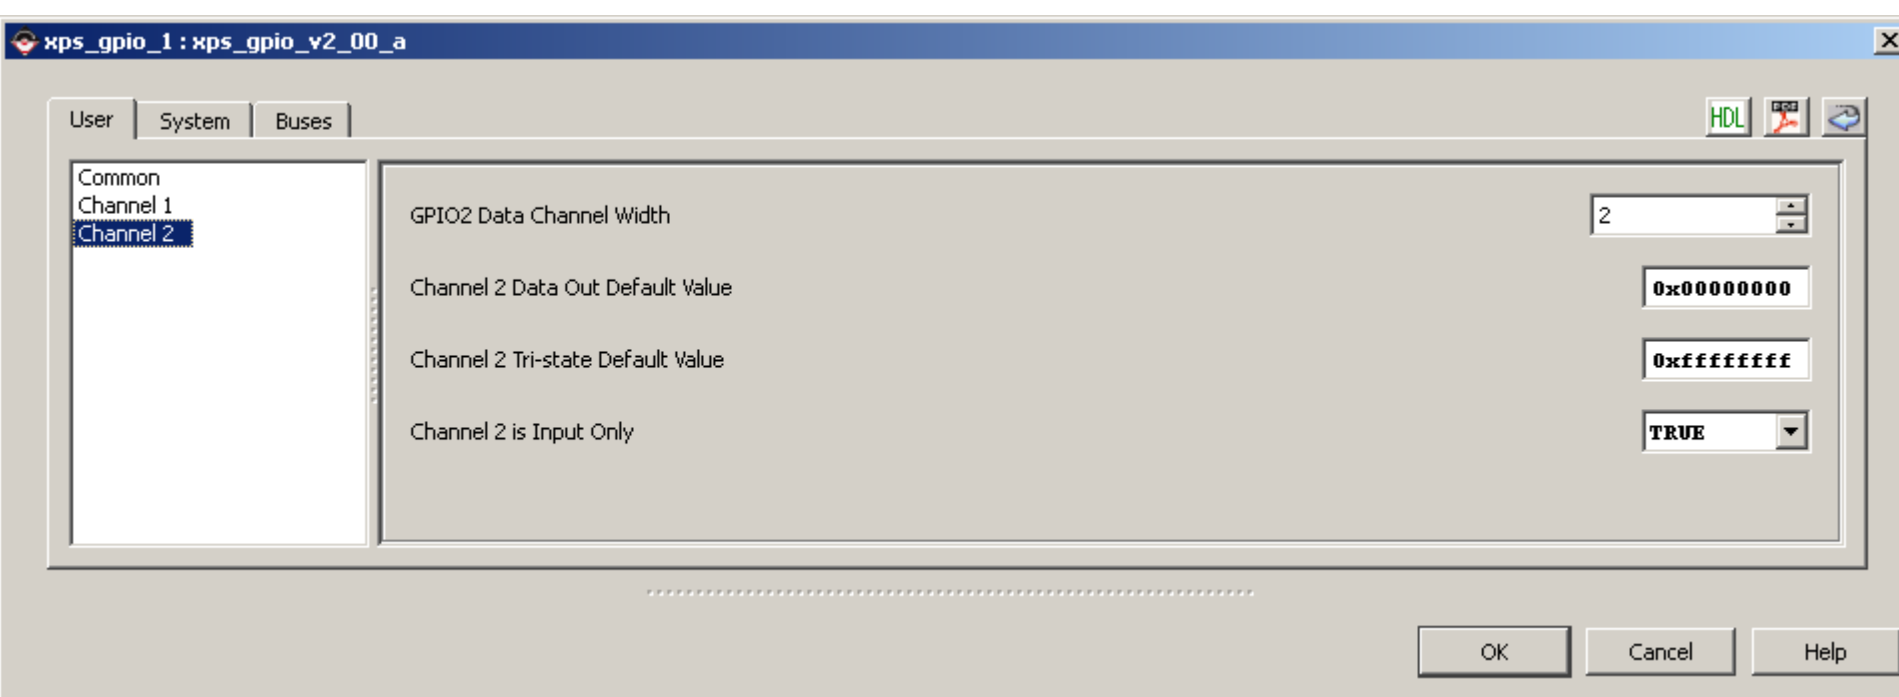 xps_gpio_1 : xps_gpio_v2_00_a
User System Buses
HDL PDF
Common
Channel 1
Channel 2
GPIO2 Data Channel Width 2
Channel 2 Data Out Default Value 0x00000000
Channel 2 Tri-state Default Value 0xffffffff
Channel 2 is Input Only TRUE
OK Cancel Help